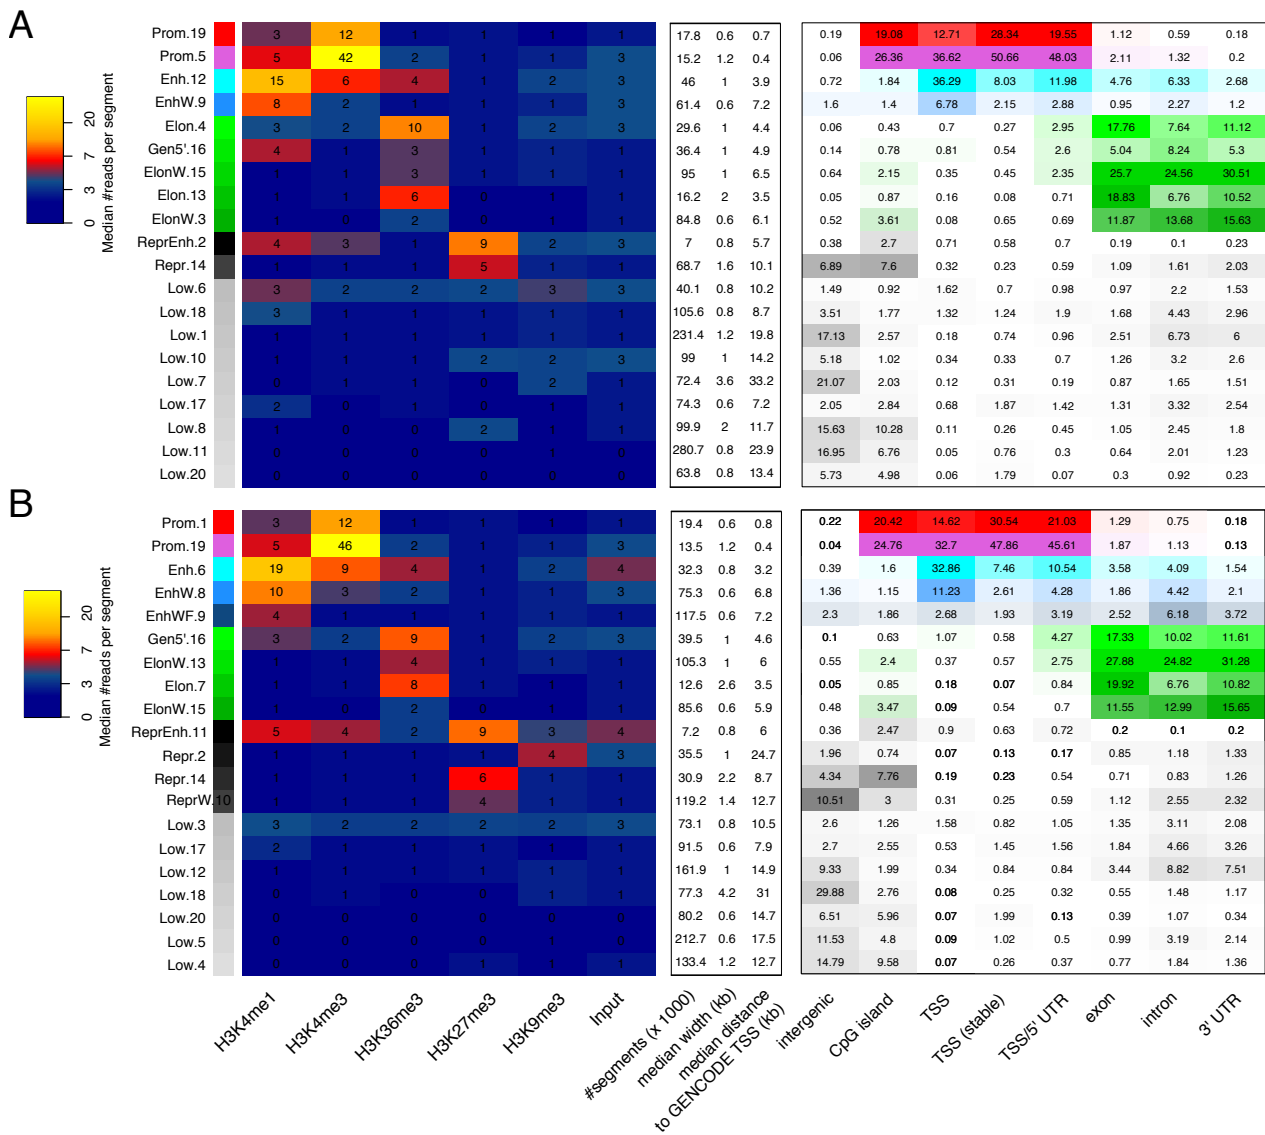 A
Prom.19 3 12 1 1 1 1 17.8 0.6 0.7 0.19 19.08 12.71 28.34 19.55 1.12 0.59 0.18
Prom.5 5 42 2 1 1 3 15.2 1.2 0.4 0.06 26.36 36.62 50.66 48.03 2.11 1.32 0.2
Enh.12 15 6 4 1 2 3 46 1 3.9 0.72 1.84 36.29 8.03 11.98 4.76 6.33 2.68
EnhW.9 8 2 1 1 1 3 61.4 0.6 7.2 1.6 1.4 6.78 2.15 2.88 0.95 2.27 1.2
Elon.4 3 2 10 1 2 3 29.6 1 4.4 0.06 0.43 0.7 0.27 2.95 17.76 7.64 11.12
Gen5'.16 4 1 3 1 1 1 36.4 1 4.9 0.14 0.78 0.81 0.54 2.6 5.04 8.24 5.3
ElonW.15 1 1 3 1 1 1 95 1 6.5 0.64 2.15 0.35 0.45 2.35 25.7 24.56 30.51
Elon.13 1 1 6 0 1 1 16.2 2 3.5 0.05 0.87 0.16 0.08 0.71 18.83 6.76 10.52
ElonW.3 1 0 2 0 1 1 84.8 0.6 6.1 0.52 3.61 0.08 0.65 0.69 11.87 13.68 15.63
ReprEnh.2 4 3 1 9 2 3 7 0.8 5.7 0.38 2.7 0.71 0.58 0.7 0.19 0.1 0.23
Repr.14 1 1 1 5 1 1 68.7 1.6 10.1 6.89 7.6 0.32 0.23 0.59 1.09 1.61 2.03
Low.6 3 2 2 2 3 3 40.1 0.8 10.2 1.49 0.92 1.62 0.7 0.98 0.97 2.2 1.53
Low.18 3 1 1 1 1 1 105.6 0.8 8.7 3.51 1.77 1.32 1.24 1.9 1.68 4.43 2.96
Low.1 1 1 1 1 1 1 231.4 1.2 19.8 17.13 2.57 0.18 0.74 0.96 2.51 6.73 6
Low.10 1 1 1 2 2 3 99 1 14.2 5.18 1.02 0.34 0.33 0.7 1.26 3.2 2.6
Low.7 0 1 1 0 2 1 72.4 3.6 33.2 21.07 2.03 0.12 0.31 0.19 0.87 1.65 1.51
Low.17 2 0 1 0 1 1 74.3 0.6 7.2 2.05 2.84 0.68 1.87 1.42 1.31 3.32 2.54
Low.8 1 0 0 2 1 1 99.9 2 11.7 15.63 10.28 0.11 0.26 0.45 1.05 2.45 1.8
Low.11 0 0 0 0 1 0 280.7 0.8 23.9 16.95 6.76 0.05 0.76 0.3 0.64 2.01 1.23
Low.20 0 0 0 0 0 0 63.8 0.8 13.4 5.73 4.98 0.06 1.79 0.07 0.3 0.92 0.23
0 3 7 20
Median #reads per segment
B
Prom.1 3 12 1 1 1 1 19.4 0.6 0.8 0.22 20.42 14.62 30.54 21.03 1.29 0.75 0.18
Prom.19 5 46 2 1 1 3 13.5 1.2 0.4 0.04 24.76 32.7 47.86 45.61 1.87 1.13 0.13
Enh.6 19 9 4 1 2 4 32.3 0.8 3.2 0.39 1.6 32.86 7.46 10.54 3.58 4.09 1.54
EnhW.8 10 3 2 1 1 3 75.3 0.6 6.8 1.36 1.15 11.23 2.61 4.28 1.86 4.42 2.1
EnhWF.9 4 1 1 1 1 1 117.5 0.6 7.2 2.3 1.86 2.68 1.93 3.19 2.52 6.18 3.72
Gen5'.16 3 2 9 1 2 3 39.5 1 4.6 0.1 0.63 1.07 0.58 4.27 17.33 10.02 11.61
ElonW.13 1 1 4 1 1 1 105.3 1 6 0.55 2.4 0.37 0.57 2.75 27.88 24.82 31.28
Elon.7 1 1 8 1 1 1 12.6 2.6 3.5 0.05 0.85 0.18 0.07 0.84 19.92 6.76 10.82
ElonW.15 1 0 2 0 1 1 85.6 0.6 5.9 0.48 3.47 0.09 0.54 0.7 11.55 12.99 15.65
ReprEnh.11 5 4 2 9 3 4 7.2 0.8 6 0.36 2.47 0.9 0.63 0.72 0.2 0.1 0.2
Repr.2 1 1 1 1 4 3 35.5 1 24.7 1.96 0.74 0.07 0.13 0.17 0.85 1.18 1.33
Repr.14 1 1 1 6 1 1 30.9 2.2 8.7 4.34 7.76 0.19 0.23 0.54 0.71 0.83 1.26
ReprW.10 1 1 1 4 1 1 119.2 1.4 12.7 10.51 3 0.31 0.25 0.59 1.12 2.55 2.32
Low.3 3 2 2 2 2 3 73.1 0.8 10.5 2.6 1.26 1.58 0.82 1.05 1.35 3.11 2.08
Low.17 2 1 1 1 1 1 91.5 0.6 7.9 2.7 2.55 0.53 1.45 1.56 1.84 4.66 3.26
Low.12 1 1 1 1 1 1 161.9 1 14.9 9.33 1.99 0.34 0.84 0.84 3.44 8.82 7.51
Low.18 0 1 0 0 1 1 77.3 4.2 31 29.88 2.76 0.08 0.25 0.32 0.55 1.48 1.17
Low.20 0 0 0 0 0 0 80.2 0.6 14.7 6.51 5.96 0.07 1.99 0.13 0.39 1.07 0.34
Low.5 0 0 0 0 1 0 212.7 0.6 17.5 11.53 4.8 0.09 1.02 0.5 0.99 3.19 2.14
Low.4 0 0 0 1 1 1 133.4 1.2 12.7 14.79 9.58 0.07 0.26 0.37 0.77 1.84 1.36
0 3 7 20
Median #reads per segment
H3K4me1
H3K4me3
H3K36me3
H3K27me3
H3K9me3
Input
#segments (x 1000)
median width (kb)
median distance
to GENCODE TSS (kb)
intergenic
CpG island
TSS
TSS (stable)
TSS/5' UTR
exon
intron
3' UTR